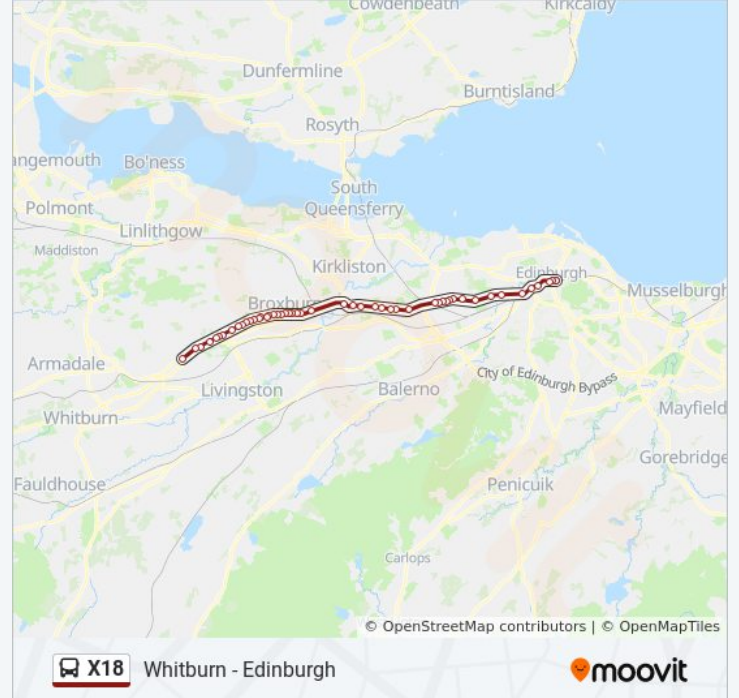 Cowdenbeath
Kirkcaldy
Dunfermline
Burntisland
Rosyth
angemouth
Bo'ness
South
Queensferry
Polmont
Linlithgow
Maddiston
Kirkliston
Edinburgh
Musselburgh
Broxburn
Armadale
Livingston
Balerno
City of Edinburgh Bypass
Whitburn
Mayfield
Gorebridge
Fauldhouse
Penicuik
Carlops
© OpenStreetMap contributors | © OpenMapTiles
X18 Whitburn - Edinburgh
moovit